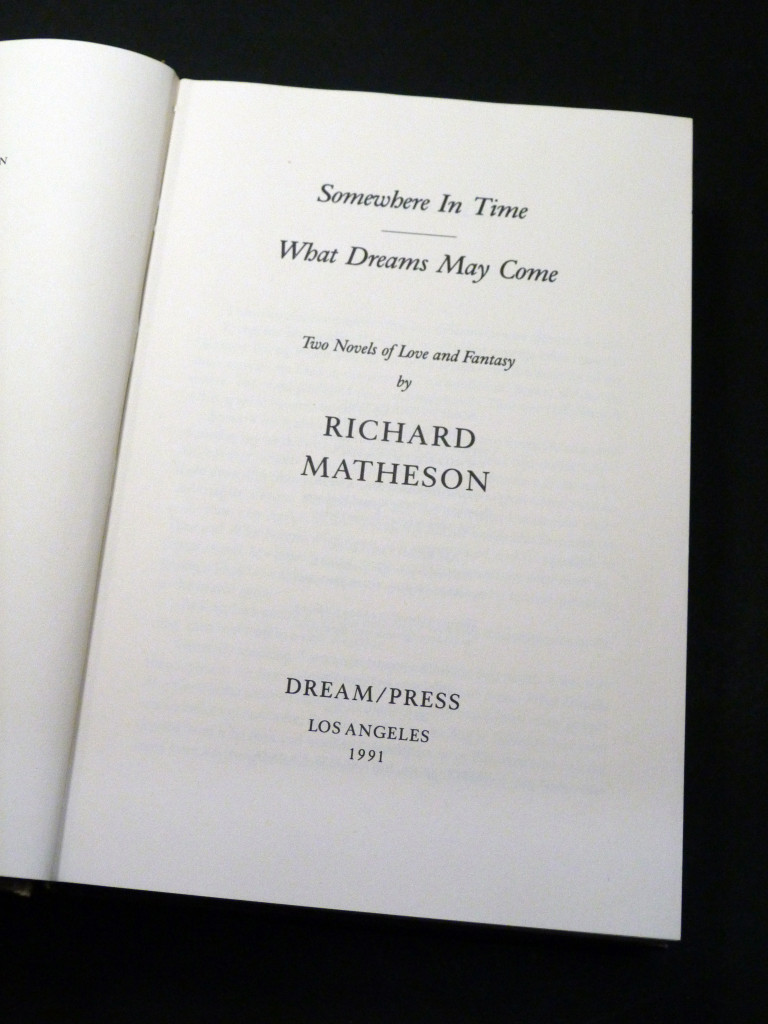 N
Somewhere In Time
What Dreams May Come
Two Novels of Love and Fantasy
by
RICHARD
MATHESON
DREAM/PRESS
LOS ANGELES
1991